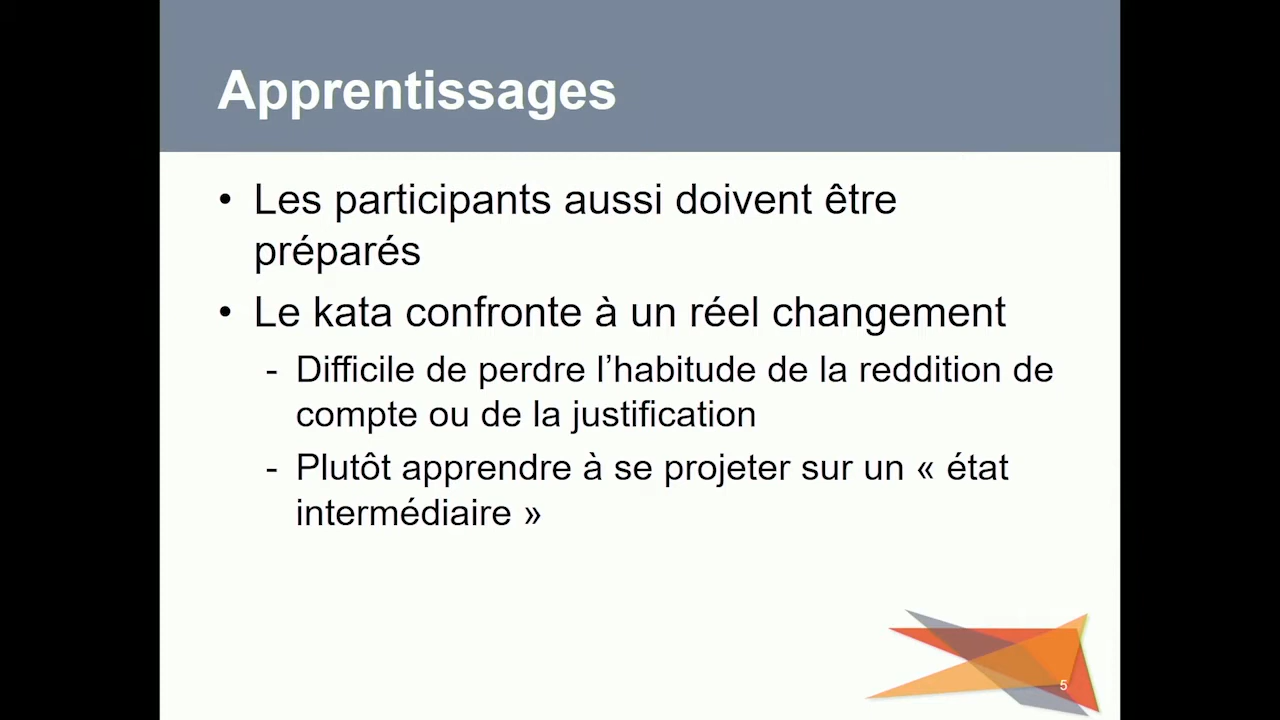 Apprentissages
• Les participants aussi doivent être
préparés
• Le kata confronte à un réel changement
- Difficile de perdre l’habitude de la reddition de
compte ou de la justification
- Plutôt apprendre à se projeter sur un « état
intermédiaire »
5